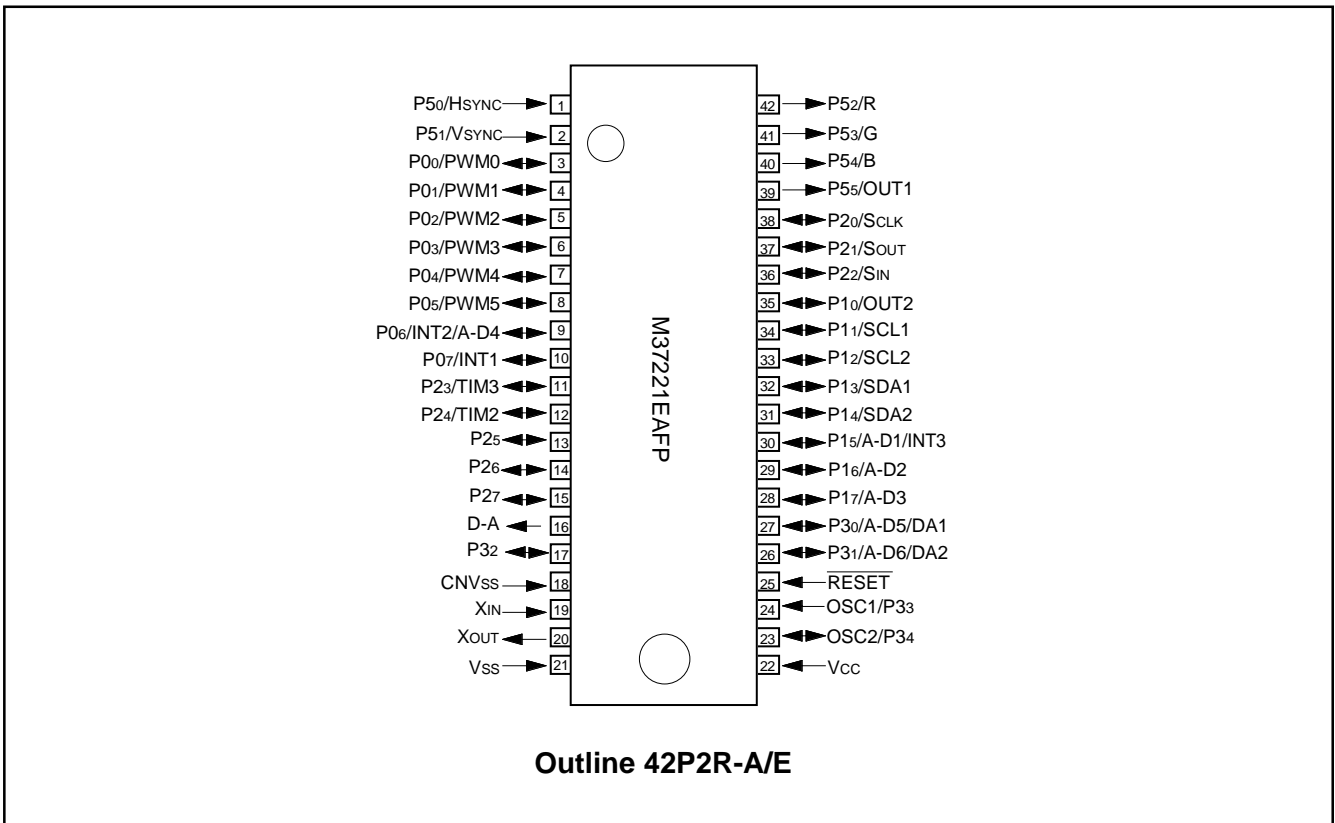 P50/HSYNC 1
P51/VSYNC 2
P00/PWM0 3
P01/PWM1 4
P02/PWM2 5
P03/PWM3 6
P04/PWM4 7
P05/PWM5 8
P06/INT2/A-D4 9
P07/INT1 10
P23/TIM3 11
P24/TIM2 12
P25 13
P26 14
P27 15
D-A 16
P32 17
CNVSS 18
XIN 19
XOUT 20
VSS 21
M37221EAFP
42 P52/R
41 P53/G
40 P54/B
39 P55/OUT1
38 P20/SCLK
37 P21/SOUT
36 P22/SIN
35 P10/OUT2
34 P11/SCL1
33 P12/SCL2
32 P13/SDA1
31 P14/SDA2
30 P15/A-D1/INT3
29 P16/A-D2
28 P17/A-D3
27 P30/A-D5/DA1
26 P31/A-D6/DA2
25 RESET
24 OSC1/P33
23 OSC2/P34
22 VCC
Outline 42P2R-A/E